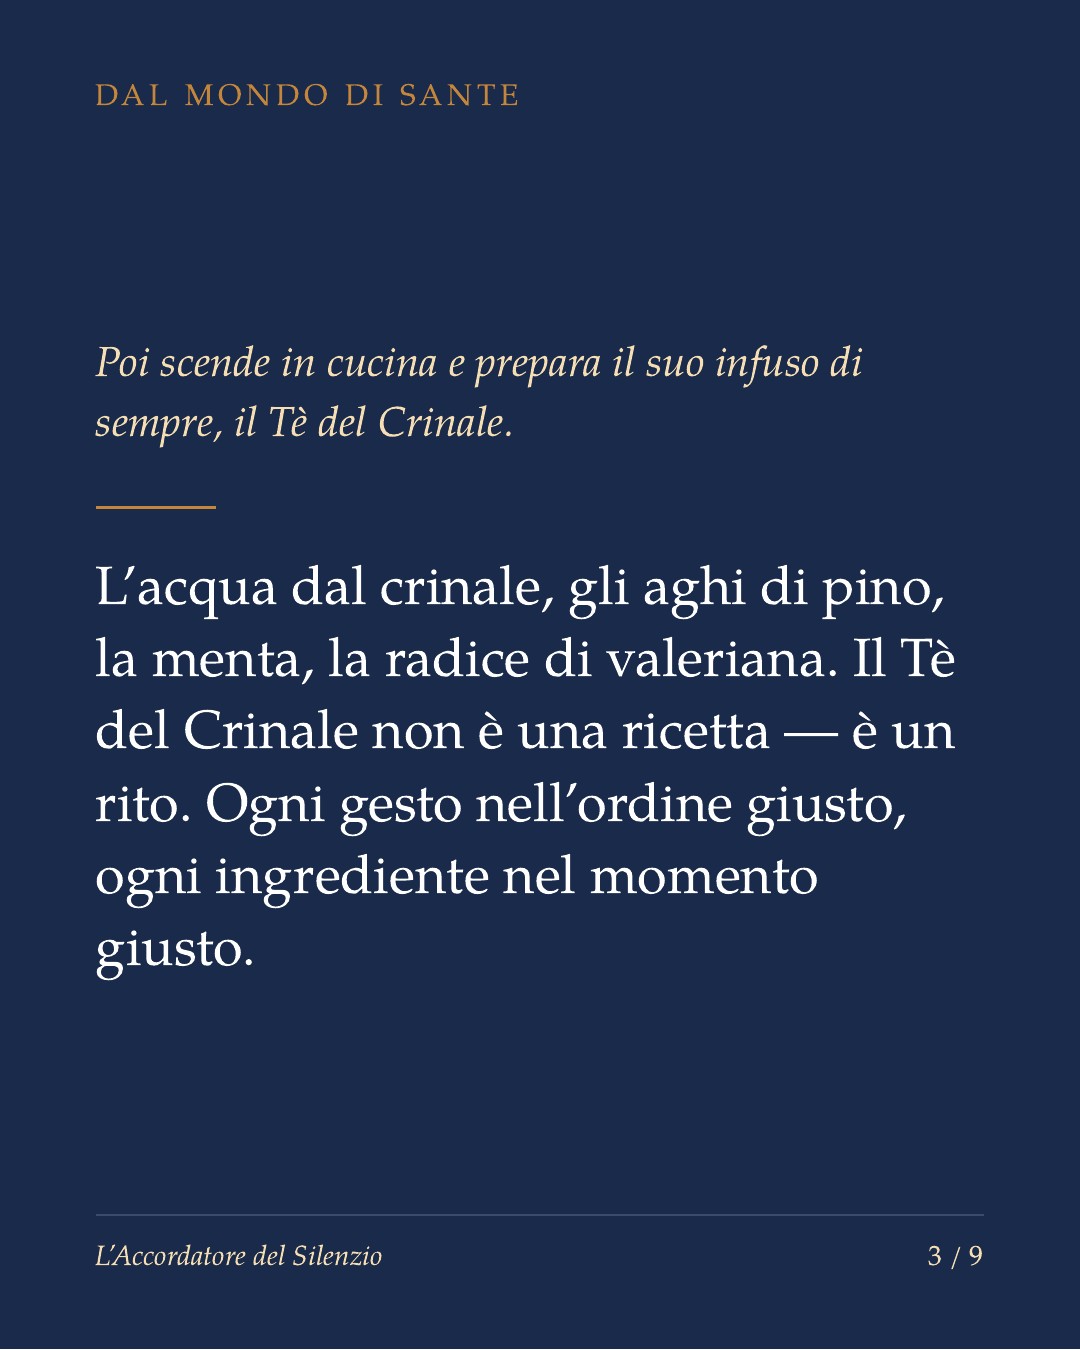 DAL MONDO DI SANTE
Poi scende in cucina e prepara il suo infuso di
sempre, il Tè del Crinale.
L’acqua dal crinale, gli aghi di pino,
la menta, la radice di valeriana. Il Tè
del Crinale non è una ricetta — è un
rito. Ogni gesto nell’ordine giusto,
ogni ingrediente nel momento
giusto.
L’Accordatore del Silenzio
3 / 9